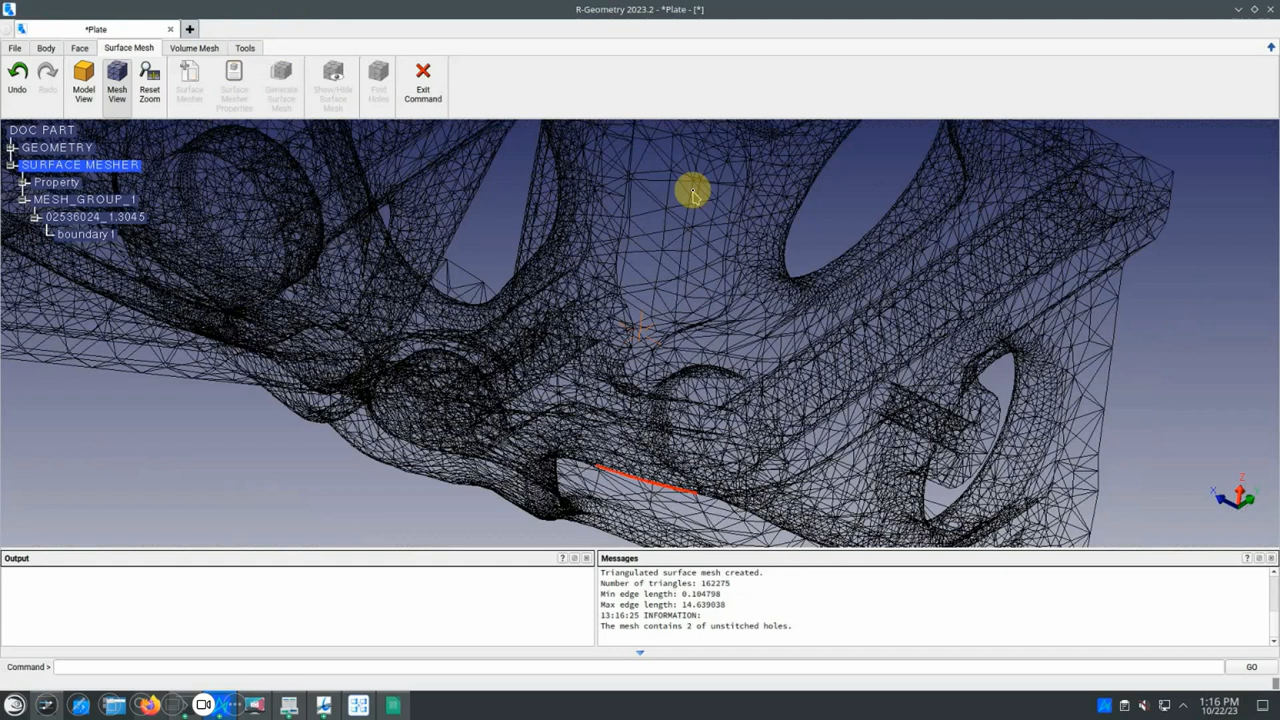 R-Geometry 2023.2 - *Plate - [*]
*Plate
File Body Face Surface Mesh Volume Mesh Tools
Undo Redo Model View Mesh View Reset Zoom Surface Mesher Surface Mesher Properties Generate Surface Mesh Show/Hide Surface Mesh Find Holes Exit Command
DOC PART
GEOMETRY
SURFACE MESHER
Property
MESH_GROUP_1
02536024_1.3045
boundary1
X Z Y
Output ?
Messages ?
Triangulated surface mesh created.
Number of triangles: 162275
Min edge length: 0.104798
Max edge length: 14.639038
13:16:25 INFORMATION:
The mesh contains 2 of unstitched holes.
Command > GO
1:16 PM
10/22/23